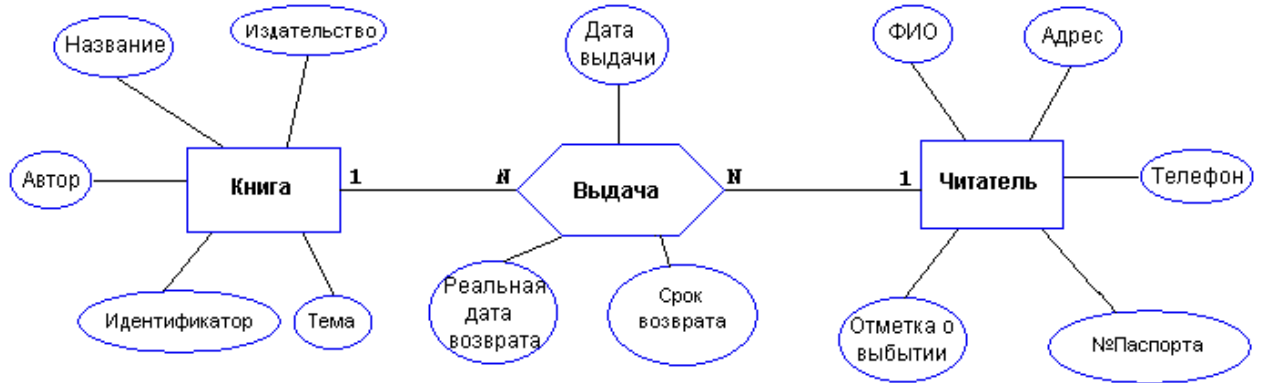 Название
Издательство
Дата
выдачи
ФИО
Адрес
Автор
Книга
1
N
Выдача
N
1
Читатель
Телефон
Идентификатор
Тема
Реальная
дата
возврата
Срок
возврата
Отметка о
выбытии
№Паспорта